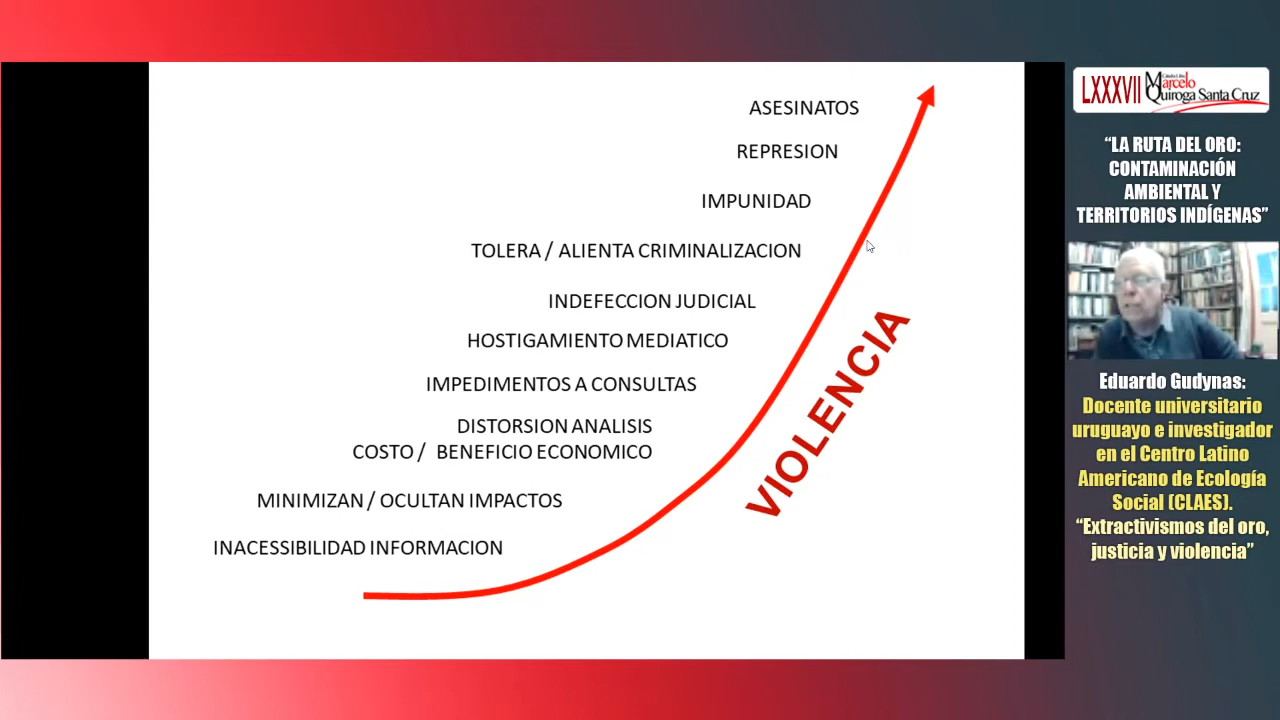 ASESINATOS
REPRESION
IMPUNIDAD
TOLERA / ALIENTA CRIMINALIZACION
INDEFECCION JUDICIAL
HOSTIGAMIENTO MEDIATICO
IMPEDIMENTOS A CONSULTAS
DISTORSION ANALISIS
COSTO / BENEFICIO ECONOMICO
MINIMIZAN / OCULTAN IMPACTOS
INACESSIBILIDAD INFORMACION
VIOLENCIA
LXXXVII
Cátedra Libre
Marcelo
Quiroga Santa Cruz
“LA RUTA DEL ORO:
CONTAMINACIÓN
AMBIENTAL Y
TERRITORIOS INDÍGENAS”
Eduardo Gudynas:
Docente universitario
uruguayo e investigador
en el Centro Latino
Americano de Ecología
Social (CLAES).
“Extractivismos del oro,
justicia y violencia”